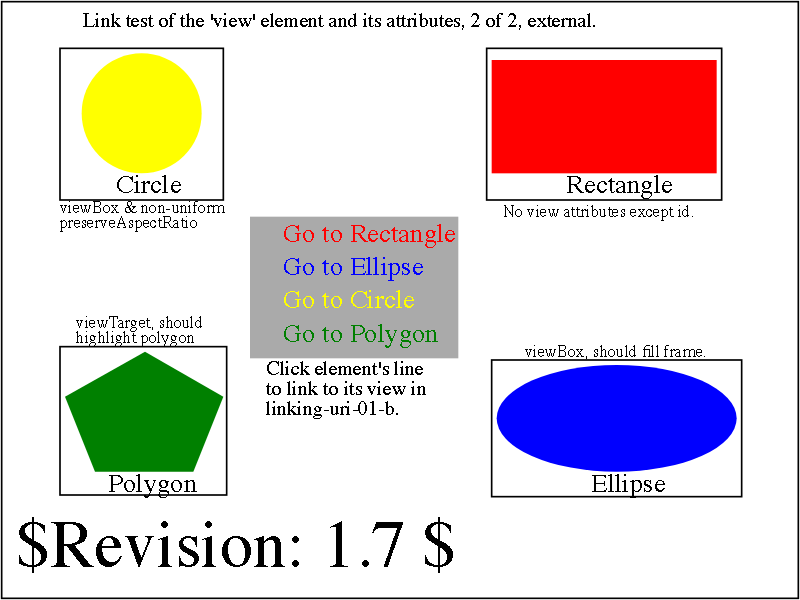 Link test of the 'view' element and its attributes, 2 of 2, external.
Circle
viewBox & non-uniform
preserveAspectRatio
Rectangle
No view attributes except id.
Go to Rectangle
Go to Ellipse
Go to Circle
Go to Polygon
Click element's line
to link to its view in
linking-uri-01-b.
viewTarget, should
highlight polygon
Polygon
viewBox, should fill frame.
Ellipse
$Revision: 1.7 $